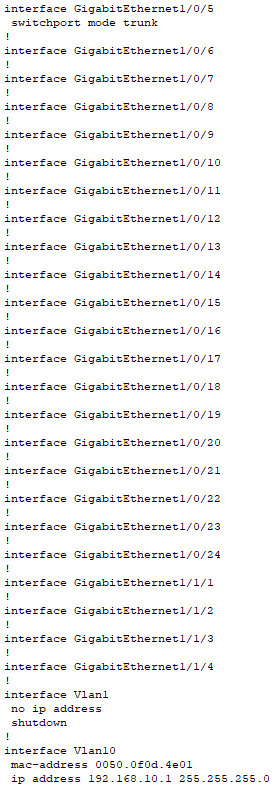 interface GigabitEthernet1/0/5
 switchport mode trunk
!
interface GigabitEthernet1/0/6
!
interface GigabitEthernet1/0/7
!
interface GigabitEthernet1/0/8
!
interface GigabitEthernet1/0/9
!
interface GigabitEthernet1/0/10
!
interface GigabitEthernet1/0/11
!
interface GigabitEthernet1/0/12
!
interface GigabitEthernet1/0/13
!
interface GigabitEthernet1/0/14
!
interface GigabitEthernet1/0/15
!
interface GigabitEthernet1/0/16
!
interface GigabitEthernet1/0/17
!
interface GigabitEthernet1/0/18
!
interface GigabitEthernet1/0/19
!
interface GigabitEthernet1/0/20
!
interface GigabitEthernet1/0/21
!
interface GigabitEthernet1/0/22
!
interface GigabitEthernet1/0/23
!
interface GigabitEthernet1/0/24
!
interface GigabitEthernet1/1/1
!
interface GigabitEthernet1/1/2
!
interface GigabitEthernet1/1/3
!
interface GigabitEthernet1/1/4
!
interface Vlan1
 no ip address
 shutdown
!
interface Vlan10
 mac-address 0050.0f0d.4e01
 ip address 192.168.10.1 255.255.255.0